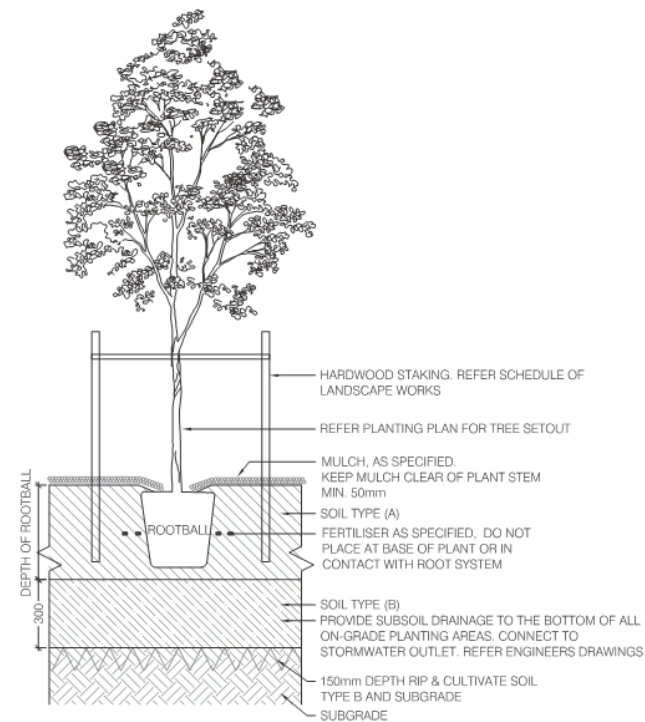 HARDWOOD STAKING. REFER SCHEDULE OF
LANDSCAPE WORKS
REFER PLANTING PLAN FOR TREE SETOUT
MULCH, AS SPECIFIED.
KEEP MULCH CLEAR OF PLANT STEM
MIN. 50mm
SOIL TYPE (A)
DEPTH OF ROOTBALL
ROOTBALL
FERTILISER AS SPECIFIED, DO NOT
PLACE AT BASE OF PLANT OR IN
CONTACT WITH ROOT SYSTEM
300
SOIL TYPE (B)
PROVIDE SUBSOIL DRAINAGE TO THE BOTTOM OF ALL
ON-GRADE PLANTING AREAS. CONNECT TO
STORMWATER OUTLET. REFER ENGINEERS DRAWINGS
150mm DEPTH RIP & CULTIVATE SOIL
TYPE B AND SUBGRADE
SUBGRADE